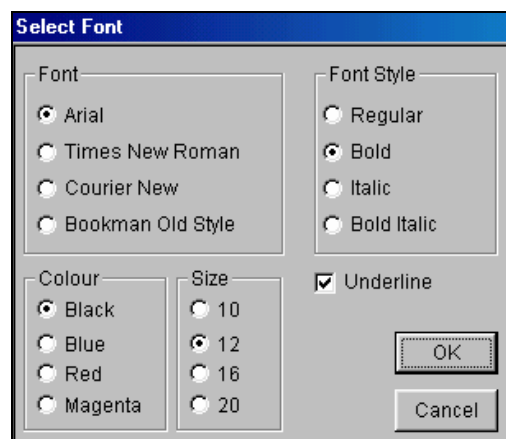 Select Font
Font
Arial
Times New Roman
Courier New
Bookman Old Style
Font Style
Regular
Bold
Italic
Bold Italic
Colour
Black
Blue
Red
Magenta
Size
10
12
16
20
Underline
OK
Cancel